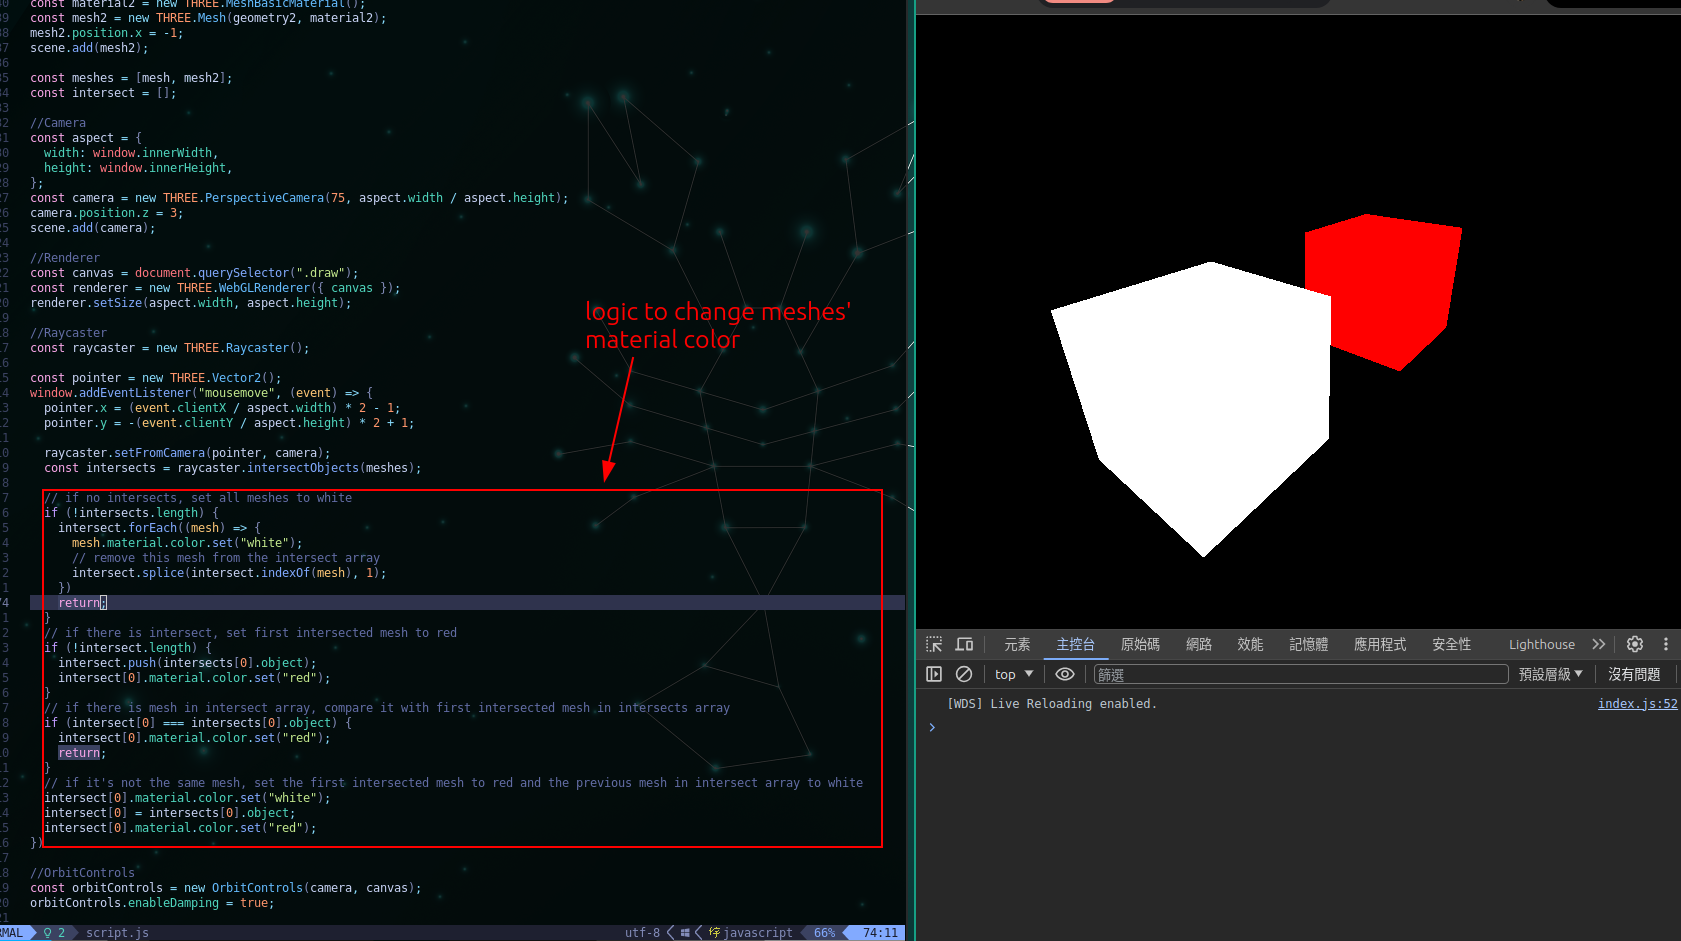 const material2 = new THREE.MeshBasicMaterial();
const mesh2 = new THREE.Mesh(geometry2, material2);
mesh2.position.x = -1;
scene.add(mesh2);
const meshes = [mesh, mesh2];
const intersect = [];
//Camera
const aspect = {
width: window.innerWidth,
height: window.innerHeight,
};
const camera = new THREE.PerspectiveCamera(75, aspect.width / aspect.height);
camera.position.z = 3;
scene.add(camera);
//Renderer
const canvas = document.querySelector(".draw");
const renderer = new THREE.WebGLRenderer({ canvas });
renderer.setSize(aspect.width, aspect.height);
//Raycaster
const raycaster = new THREE.Raycaster();
const pointer = new THREE.Vector2();
window.addEventListener("mousemove", (event) => {
pointer.x = (event.clientX / aspect.width) * 2 - 1;
pointer.y = -(event.clientY / aspect.height) * 2 + 1;
raycaster.setFromCamera(pointer, camera);
const intersects = raycaster.intersectObjects(meshes);
// if no intersects, set all meshes to white
if (!intersects.length) {
intersect.forEach((mesh) => {
mesh.material.color.set("white");
// remove this mesh from the intersect array
intersect.splice(intersect.indexOf(mesh), 1);
})
return;
}
// if there is intersect, set first intersected mesh to red
if (!intersect.length) {
intersect.push(intersects[0].object);
intersect[0].material.color.set("red");
}
// if there is mesh in intersect array, compare it with first intersected mesh in intersects array
if (intersect[0] === intersects[0].object) {
intersect[0].material.color.set("red");
return;
}
// if it's not the same mesh, set the first intersected mesh to red and the previous mesh in intersect array to white
intersect[0].material.color.set("white");
intersect[0] = intersects[0].object;
intersect[0].material.color.set("red");
})
//OrbitControls
const orbitControls = new OrbitControls(camera, canvas);
orbitControls.enableDamping = true;
RMAL 2 script.js utf-8 javascript 66% 74:11
logic to change meshes'
material color
元素 主控台 原始碼 網路 效能 記憶體 應用程式 安全性 Lighthouse
top 篩選 預設層級 沒有問題
[WDS] Live Reloading enabled. index.js:52